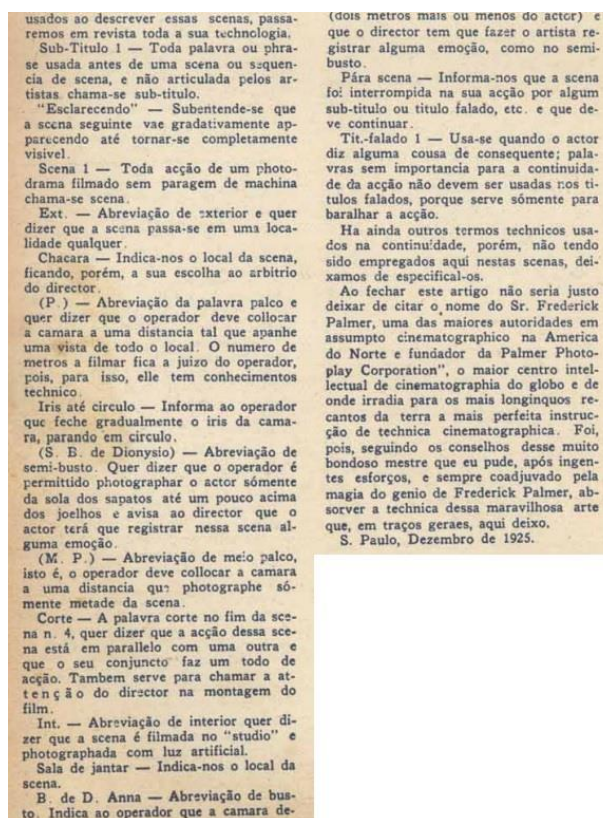 usados ao descrever essas scenas, passa-
remos em revista toda a sua technologia.
Sub-Titulo 1 — Toda palavra ou phra-
se usada antes de uma scena ou sequen-
cia de scena, e não articulada pelos ar-
tistas chama-se sub-titulo.
"Esclarecendo" — Subentende-se que
a scena seguinte vae gradativamente ap-
parecendo até tornar-se completamente
visivel.
Scena 1 — Toda acção de um photo-
drama filmado sem paragem de machina
chama-se scena.
Ext. — Abreviação de exterior e quer
dizer que a scena passa-se em uma loca-
lidade qualquer.
Chacara — Indica-nos o local da scena,
ficando, porém, a sua escolha ao arbitrio
do director.
(P.) — Abreviação da palavra palco e
quer dizer que o operador deve collocar
a camara a uma distancia tal que apanhe
uma vista de todo o local. O numero de
metros a filmar fica a juizo do operador,
pois, para isso, elle tem conhecimentos
technico.
Iris até circulo — Informa ao operador
que feche gradualmente o iris da cama-
ra, parando em circulo.
(S. B. de Dionysio) — Abreviação de
semi-busto. Quer dizer que o operador é
permittido photographar o actor sómente
da sola dos sapatos até um pouco acima
dos joelhos e avisa ao director que o
actor terá que registrar nessa scena al-
guma emoção.
(M. P.) — Abreviação de meio palco,
isto é, o operador deve collocar a camara
a uma distancia que photographe só-
mente metade da scena.
Corte — A palavra corte no fim da sce-
na n. 4, quer dizer que a acção dessa sce-
na está em parallelo com uma outra e
que o seu conjuncto faz um todo de
acção. Tambem serve para chamar a at-
tenção do director na montagem do
film.
Int. — Abreviação de interior quer di-
zer que a scena é filmada no "studio" e
photographada com luz artificial.
Sala de jantar — Indica-nos o local da
scena.
B. de D. Anna — Abreviação de bus-
to. Indica ao operador que a camara de-
(dois metros mais ou menos do actor) e
que o director tem que fazer o artista re-
gistrar alguma emoção, como no semi-
busto.
Pára scena — Informa-nos que a scena
foi interrompida na sua acção por algum
sub-titulo ou titulo falado, etc. e que de-
ve continuar.
Tit.-falado 1 — Usa-se quando o actor
diz alguma cousa de consequente; pala-
vras sem importancia para a continuida-
de da acção não devem ser usadas nos ti-
tulos falados, porque serve sómente para
baralhar a acção.
Ha ainda outros termos technicos usa-
dos na continuidade, porém, não tendo
sido empregados aqui nestas scenas, dei-
xamos de especifical-os.
Ao fechar este artigo não seria justo
deixar de citar o nome do Sr. Frederick
Palmer, uma das maiores autoridades em
assumpto cinematographico na America
do Norte e fundador da Palmer Photo-
play Corporation", o maior centro intel-
lectual de cinematographia do globo e de
onde irradia para os mais longinquos re-
cantos da terra a mais perfeita instruc-
ção de technica cinematographica. Foi,
pois, seguindo os conselhos desse muito
bondoso mestre que eu pude, após ingen-
tes esforços, e sempre coadjuvado pela
magia do genio de Frederick Palmer, ab-
sorver a technica dessa maravilhosa arte
que, em traços geraes, aqui deixo.
S. Paulo, Dezembro de 1925.